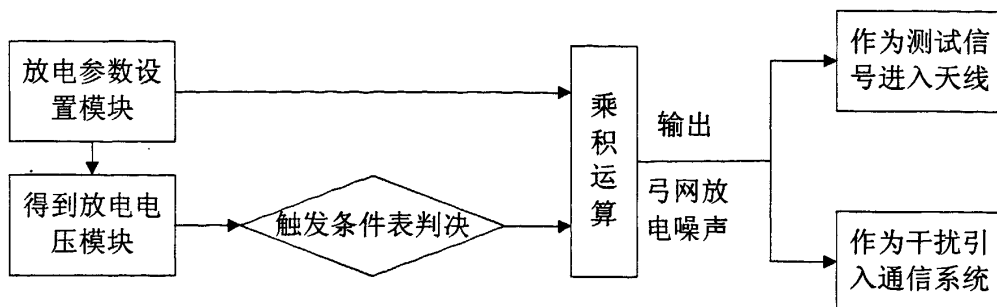 放电参数设
置模块
得到放电电
压模块
触发条件表判决
乘
积
运
算
输出
弓网放
电噪声
作为测试信
号进入天线
作为干扰引
入通信系统